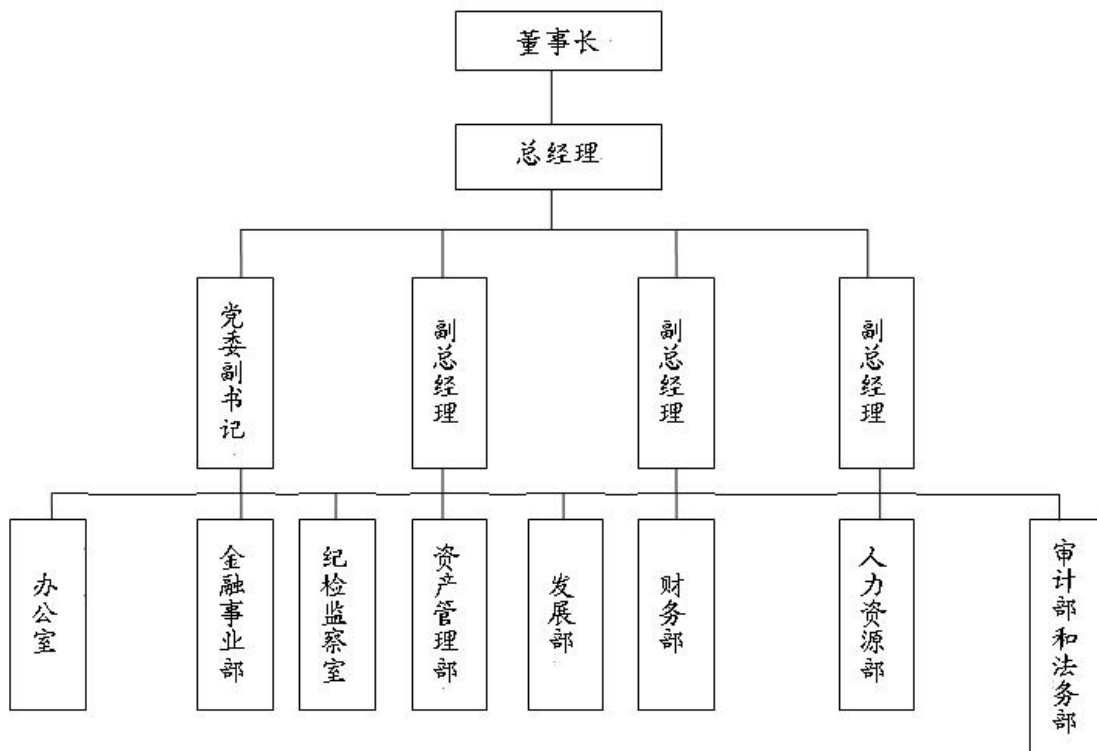 董事长
总经理
党委副书记
副总经理
副总经理
副总经理
办公室
金融事业部
纪检监察室
资产管理部
发展部
财务部
人力资源部
审计部和法务部